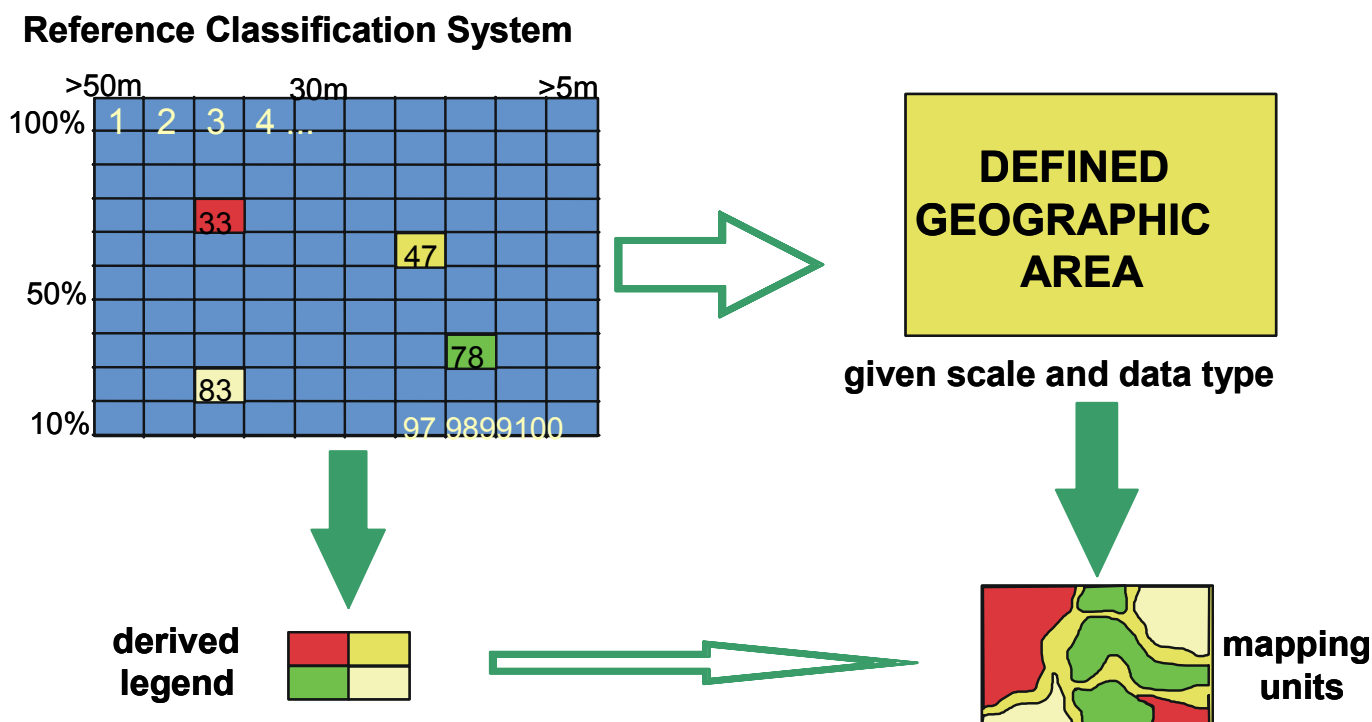 Reference Classification System
>50m 30m >5m
100% 1 2 3 4 ...
33
47
50%
78
83
10% 97 9899100
DEFINED
GEOGRAPHIC
AREA
given scale and data type
derived
legend
mapping
units